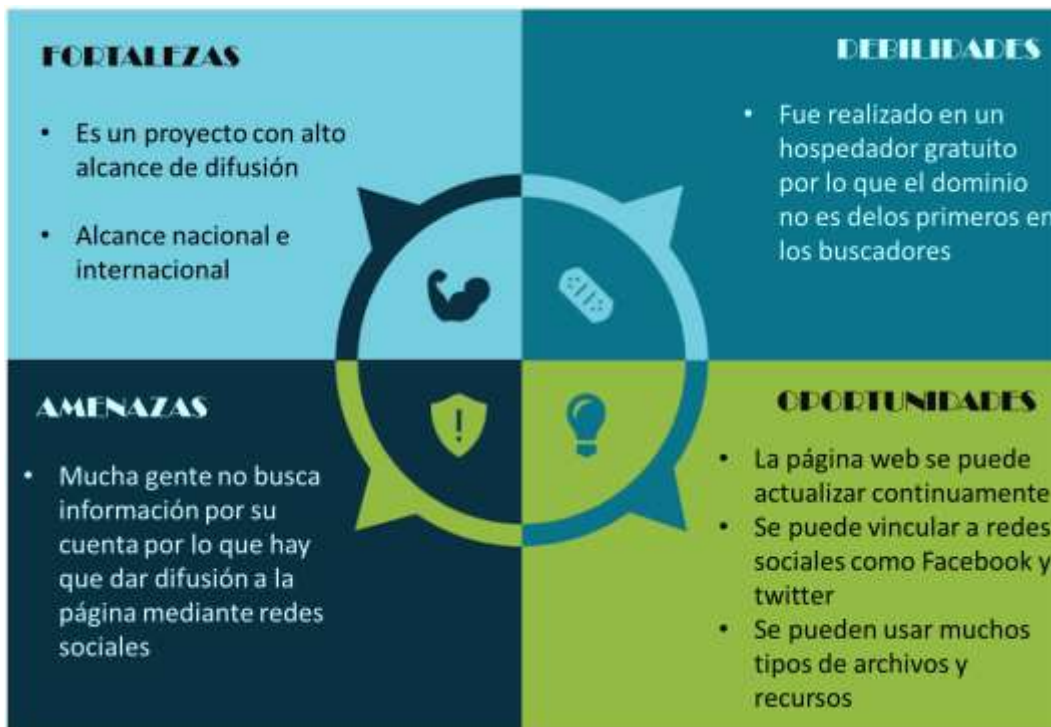 FORTALEZAS
• Es un proyecto con alto
alcance de difusión
• Alcance nacional e
internacional
DEBILIDADES
• Fue realizado en un
hospedador gratuito
por lo que el dominio
no es delos primeros en
los buscadores
AMENAZAS
• Mucha gente no busca
información por su
cuenta por lo que hay
que dar difusión a la
página mediante redes
sociales
OPORTUNIDADES
• La página web se puede
actualizar continuamente
• Se puede vincular a redes
sociales como Facebook y
twitter
• Se pueden usar muchos
tipos de archivos y
recursos